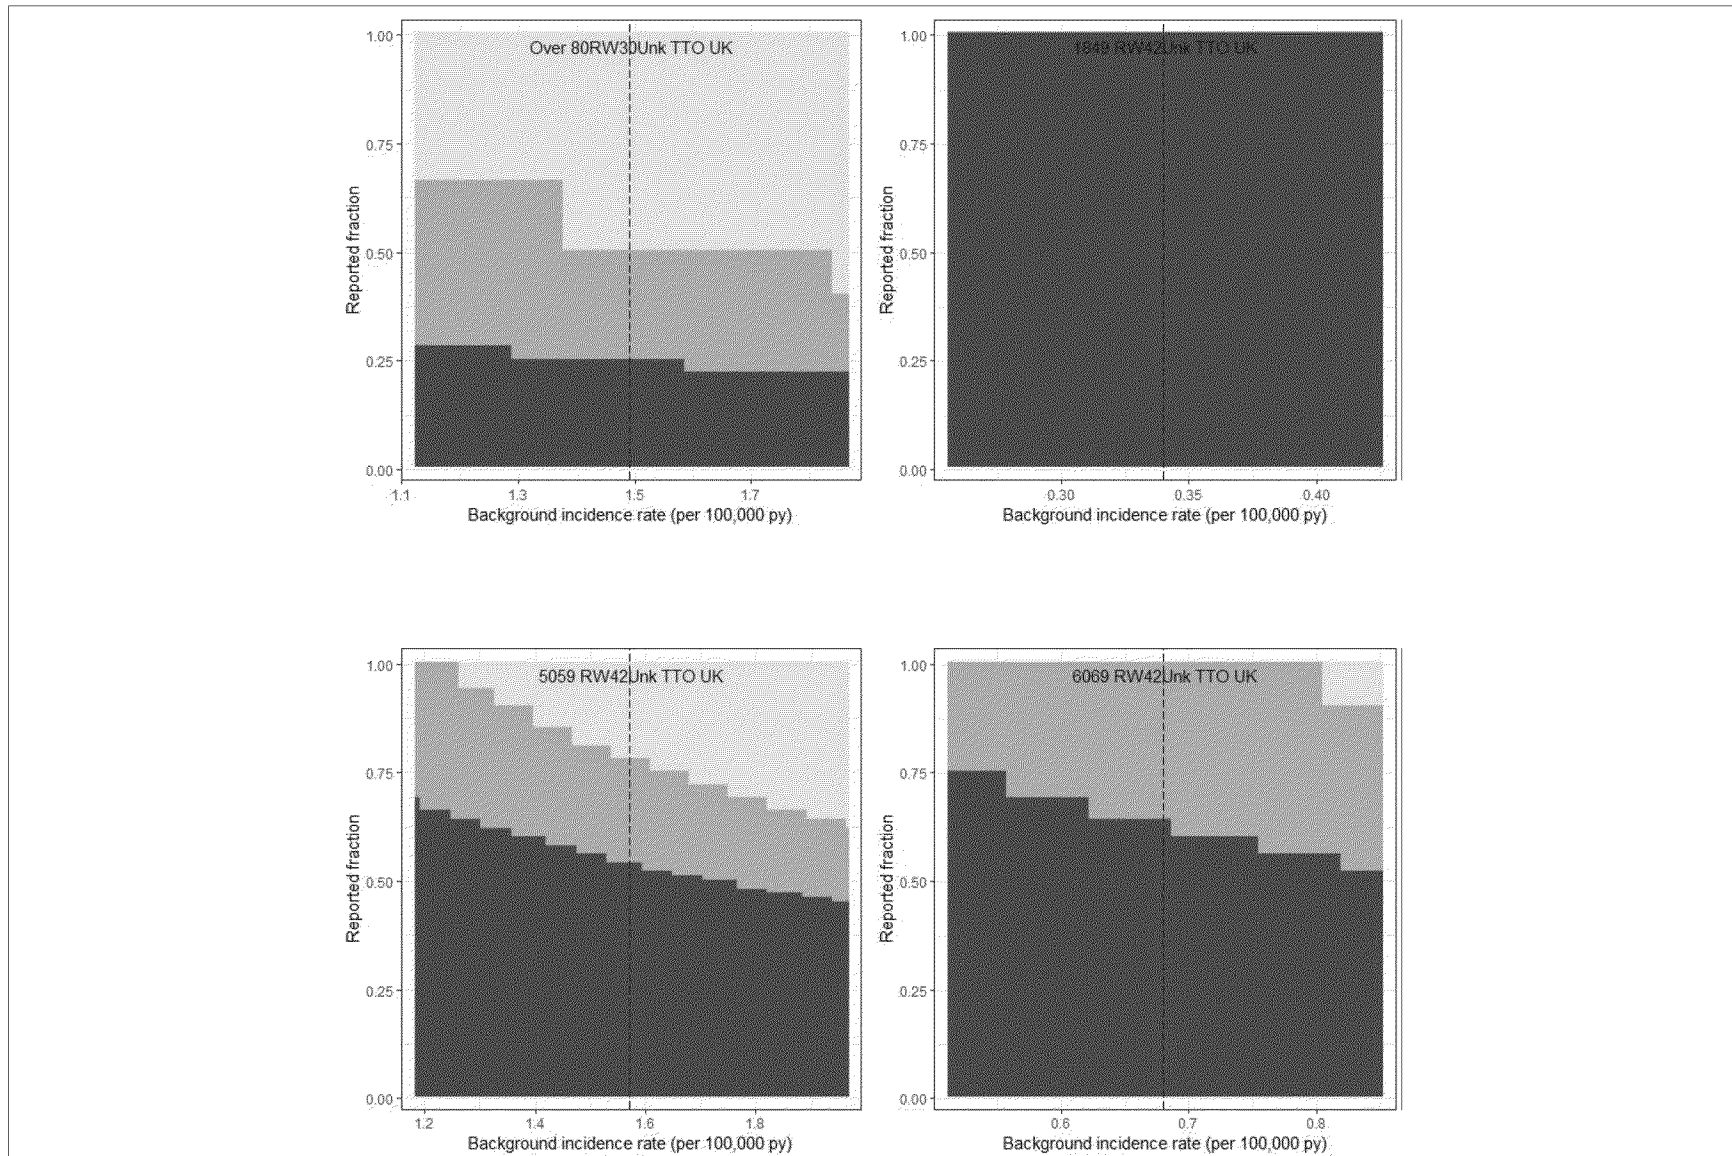 Over 80RW30Unk TTO UK
1849 RW42Unk TTO UK
1.00
0.75
0.50
0.25
0.00
Reported fraction
1.00
0.75
0.50
0.25
0.00
Reported fraction
1.1 1.3 1.5 1.7
Background incidence rate (per 100,000 py)
0.30 0.35 0.40
Background incidence rate (per 100,000 py)
5059 RW42Unk TTO UK
6069 RW42Unk TTO UK
1.00
0.75
0.50
0.25
0.00
Reported fraction
1.00
0.75
0.50
0.25
0.00
Reported fraction
1.2 1.4 1.6 1.8
Background incidence rate (per 100,000 py)
0.6 0.7 0.8
Background incidence rate (per 100,000 py)